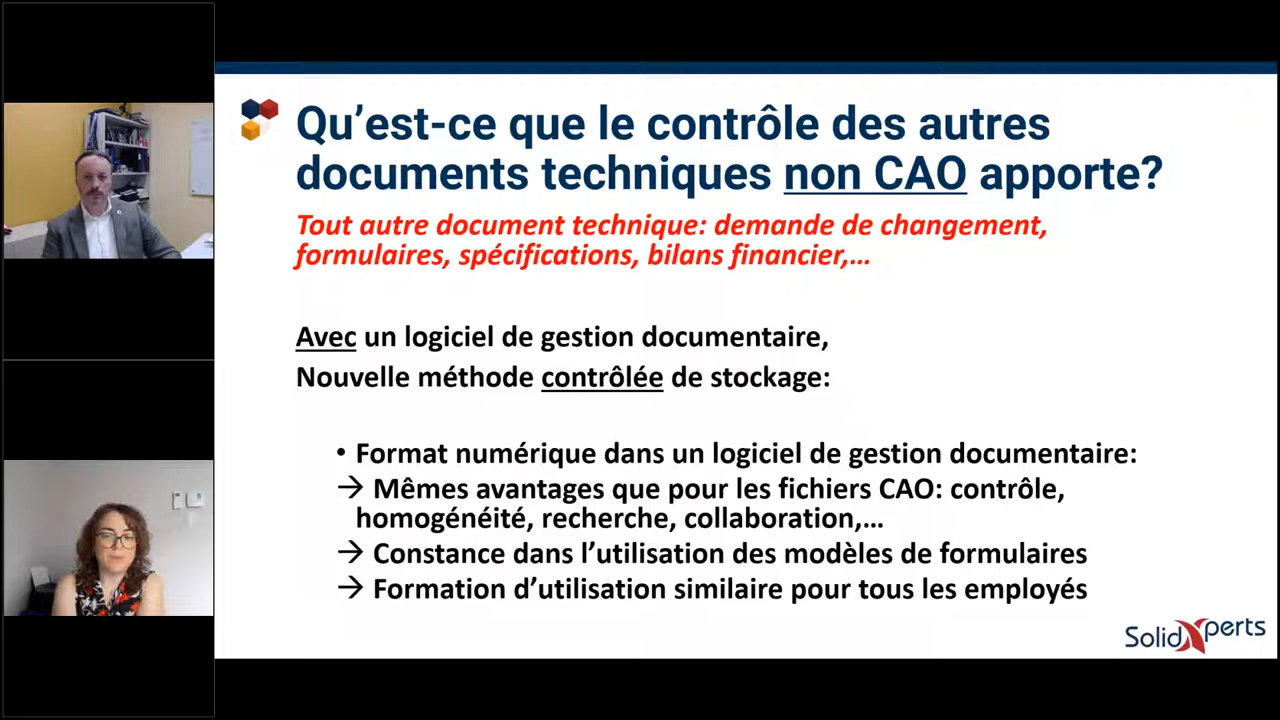 Qu’est-ce que le contrôle des autres
documents techniques non CAO apporte?
Tout autre document technique: demande de changement,
formulaires, spécifications, bilans financier,…
Avec un logiciel de gestion documentaire,
Nouvelle méthode contrôlée de stockage:
• Format numérique dans un logiciel de gestion documentaire:
→ Mêmes avantages que pour les fichiers CAO: contrôle,
homogénéité, recherche, collaboration,…
→ Constance dans l’utilisation des modèles de formulaires
→ Formation d’utilisation similaire pour tous les employés
SolidXperts